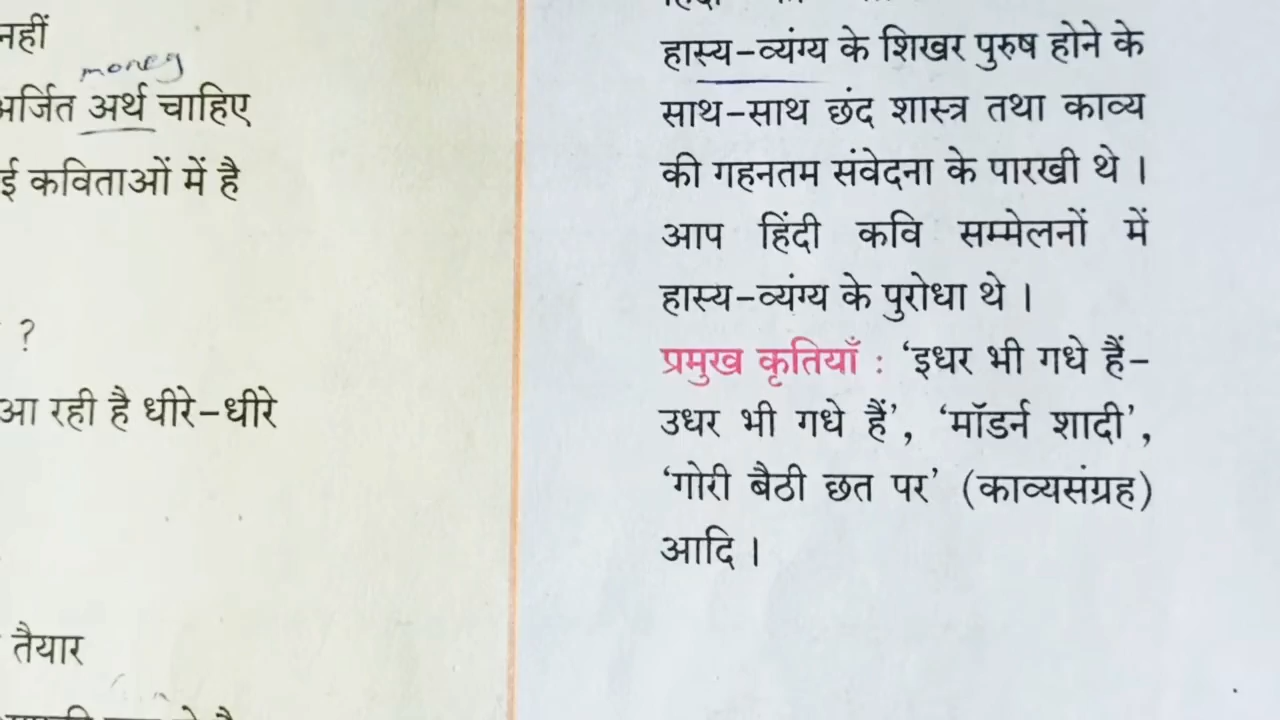 नहीं
money
अर्जित अर्थ चाहिए
ई कविताओं में है
?
आ रही है धीरे-धीरे
तैयार
हास्य-व्यंग्य के शिखर पुरुष होने के
साथ-साथ छंद शास्त्र तथा काव्य
की गहनतम संवेदना के पारखी थे ।
आप हिंदी कवि सम्मेलनों में
हास्य-व्यंग्य के पुरोधा थे ।
प्रमुख कृतियाँ : ‘इधर भी गधे हैं-
उधर भी गधे हैं’, ‘मॉडर्न शादी’,
‘गोरी बैठी छत पर’ (काव्यसंग्रह)
आदि ।